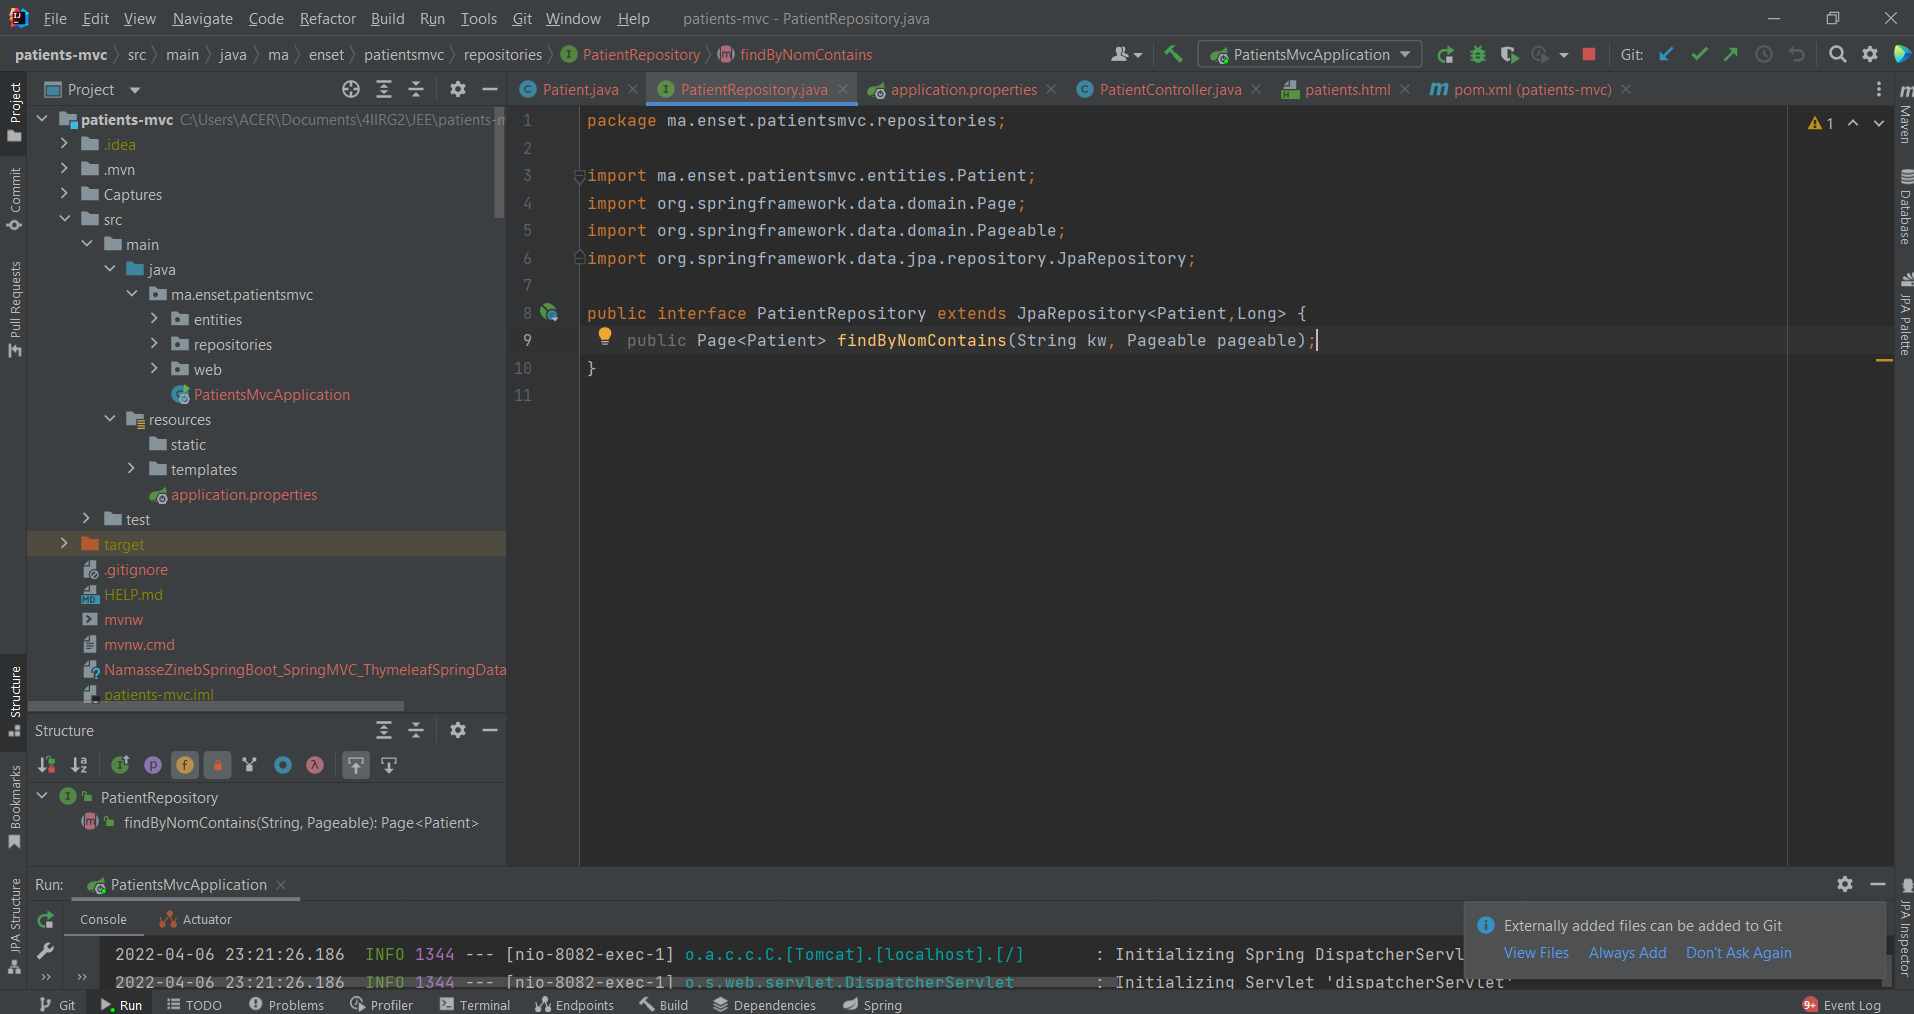 File Edit View Navigate Code Refactor Build Run Tools Git Window Help patients-mvc - PatientRepository.java
patients-mvc src main java ma enset patientsmvc repositories PatientRepository findByNomContains PatientsMvcApplication Git:
Project
Patient.java PatientRepository.java application.properties PatientController.java patients.html pom.xml (patients-mvc)
Project
Commit
Pull Requests
Structure
Bookmarks
JPA Structure
patients-mvc C:\Users\ACER\Documents\4IIRG2\JEE\patients-m
.idea
.mvn
Captures
src
main
java
ma.enset.patientsmvc
entities
repositories
web
PatientsMvcApplication
resources
static
templates
application.properties
test
target
.gitignore
HELP.md
mvnw
mvnw.cmd
NamasseZinebSpringBoot_SpringMVC_ThymeleafSpringData
patients-mvc.iml
1 package ma.enset.patientsmvc.repositories;
2
3 import ma.enset.patientsmvc.entities.Patient;
4 import org.springframework.data.domain.Page;
5 import org.springframework.data.domain.Pageable;
6 import org.springframework.data.jpa.repository.JpaRepository;
7
8 public interface PatientRepository extends JpaRepository<Patient,Long> {
9 public Page<Patient> findByNomContains(String kw, Pageable pageable);
10 }
11
1
Maven
Database
JPA Palette
JPA Inspector
Structure
PatientRepository
findByNomContains(String, Pageable): Page<Patient>
Run: PatientsMvcApplication
Console Actuator
2022-04-06 23:21:26.186 INFO 1344 --- [nio-8082-exec-1] o.a.c.c.C.[Tomcat].[localhost].[/] : Initializing Spring DispatcherServl
2022-04-06 23:21:26.186 INFO 1344 --- [nio-8082-exec-1] o.s.web.servlet.DispatcherServlet : Initializing Servlet 'dispatcherServlet'
Externally added files can be added to Git
View Files Always Add Don't Ask Again
Git Run TODO Problems Profiler Terminal Endpoints Build Dependencies Spring 9+ Event Log